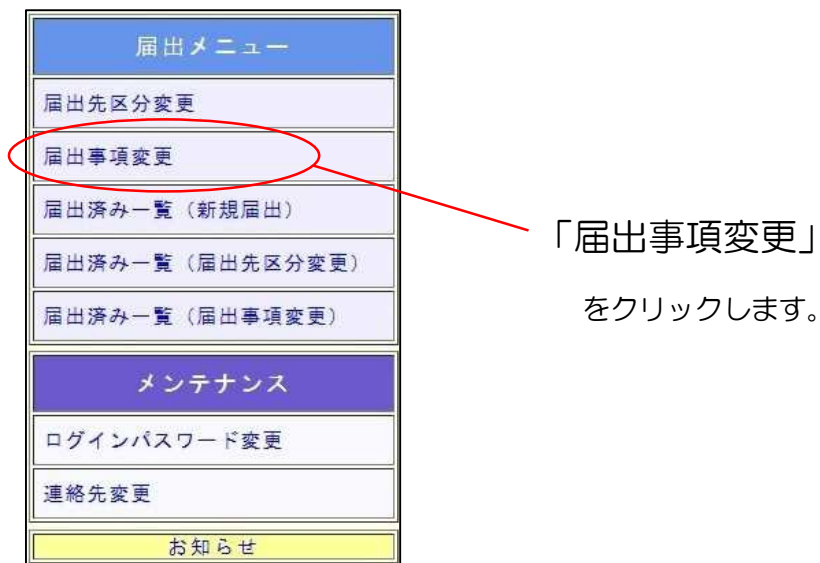 届出メニュー
届出先区分変更
届出事項変更
届出済み一覧（新規届出）
届出済み一覧（届出先区分変更）
届出済み一覧（届出事項変更）
メンテナンス
ログインパスワード変更
連絡先変更
お知らせ
「届出事項変更」
をクリックします。